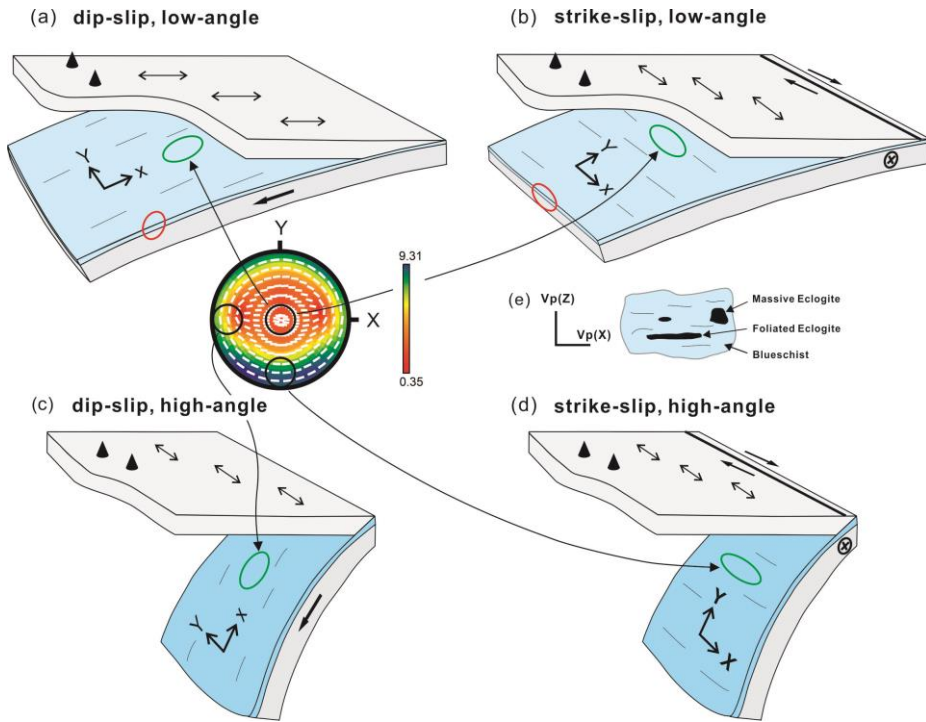 (a) dip-slip, low-angle
(b) strike-slip, low-angle
Y
X
Y
X
Y
X
9.31
0.35
(e)
Vp(Z)
Vp(X)
Massive Eclogite
Foliated Eclogite
Blueschist
(c) dip-slip, high-angle
(d) strike-slip, high-angle
Y
X
Y
X